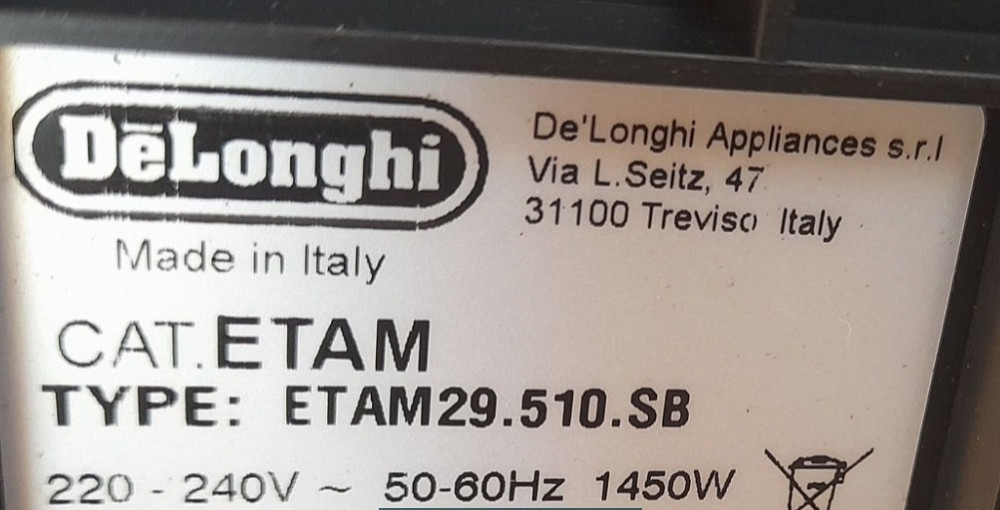 DēLonghi
Made in Italy
De'Longhi Appliances s.r.l
Via L.Seitz, 47
31100 Treviso Italy
CAT.ETAM
TYPE: ETAM29.510.SB
220 - 240V ~ 50-60Hz 1450W